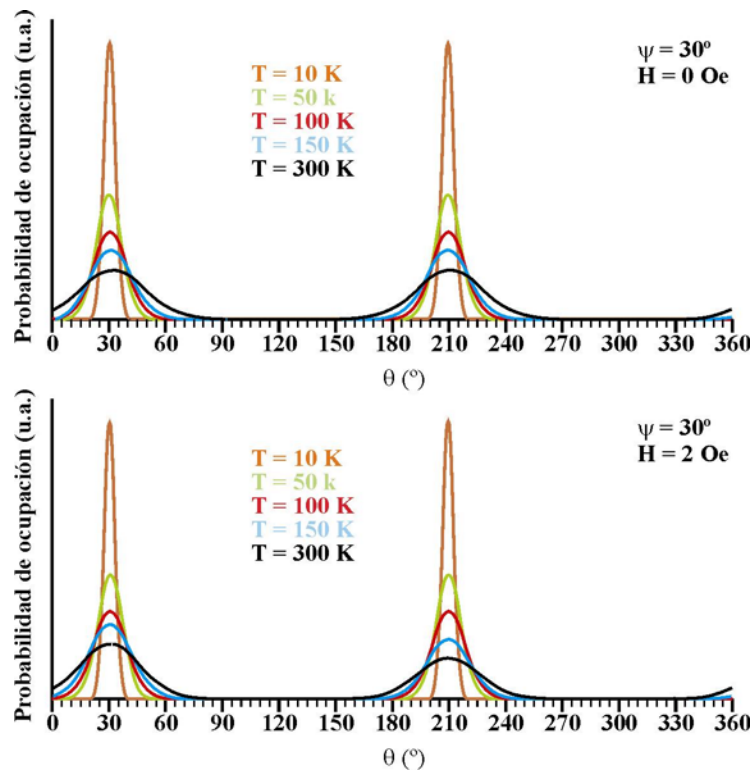 Probabilidad de ocupación (u.a.)
T = 10 K
T = 50 k
T = 100 K
T = 150 K
T = 300 K
ψ = 30º
H = 0 Oe
0 30 60 90 120 150 180 210 240 270 300 330 360
θ (º)
Probabilidad de ocupación (u.a.)
T = 10 K
T = 50 k
T = 100 K
T = 150 K
T = 300 K
ψ = 30º
H = 2 Oe
0 30 60 90 120 150 180 210 240 270 300 330 360
θ (º)